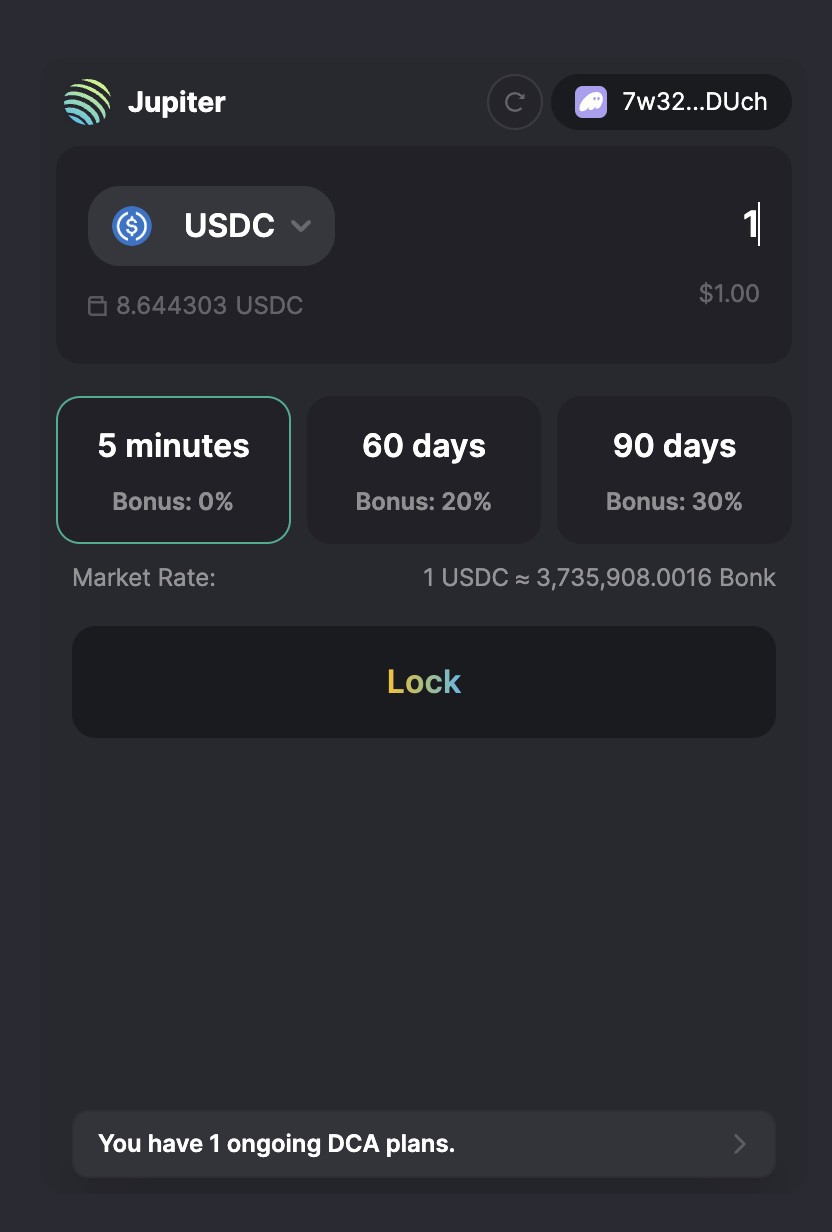 Jupiter
7w32...DUch
USDC
1
8.644303 USDC
$1.00
5 minutes
Bonus: 0%
60 days
Bonus: 20%
90 days
Bonus: 30%
Market Rate:
1 USDC ≈ 3,735,908.0016 Bonk
Lock
You have 1 ongoing DCA plans.